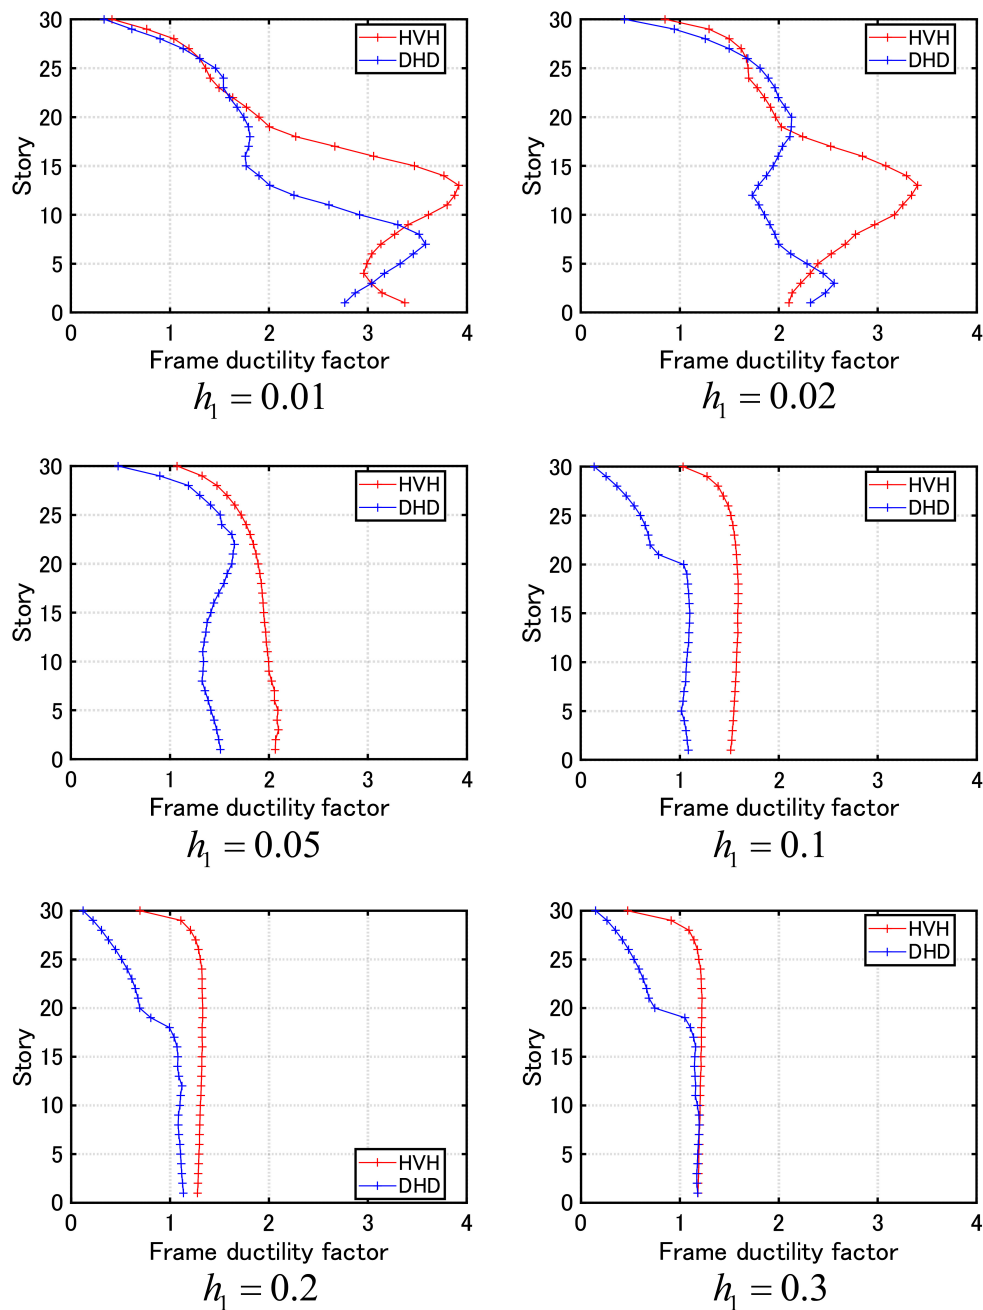 30
25
20
15
10
5
0
Story
HVH
DHD
0 1 2 3 4
Frame ductility factor
h₁ = 0.01
30
25
20
15
10
5
0
Story
HVH
DHD
0 1 2 3 4
Frame ductility factor
h₁ = 0.02
30
25
20
15
10
5
0
Story
HVH
DHD
0 1 2 3 4
Frame ductility factor
h₁ = 0.05
30
25
20
15
10
5
0
Story
HVH
DHD
0 1 2 3 4
Frame ductility factor
h₁ = 0.1
30
25
20
15
10
5
0
Story
HVH
DHD
0 1 2 3 4
Frame ductility factor
h₁ = 0.2
30
25
20
15
10
5
0
Story
HVH
DHD
0 1 2 3 4
Frame ductility factor
h₁ = 0.3